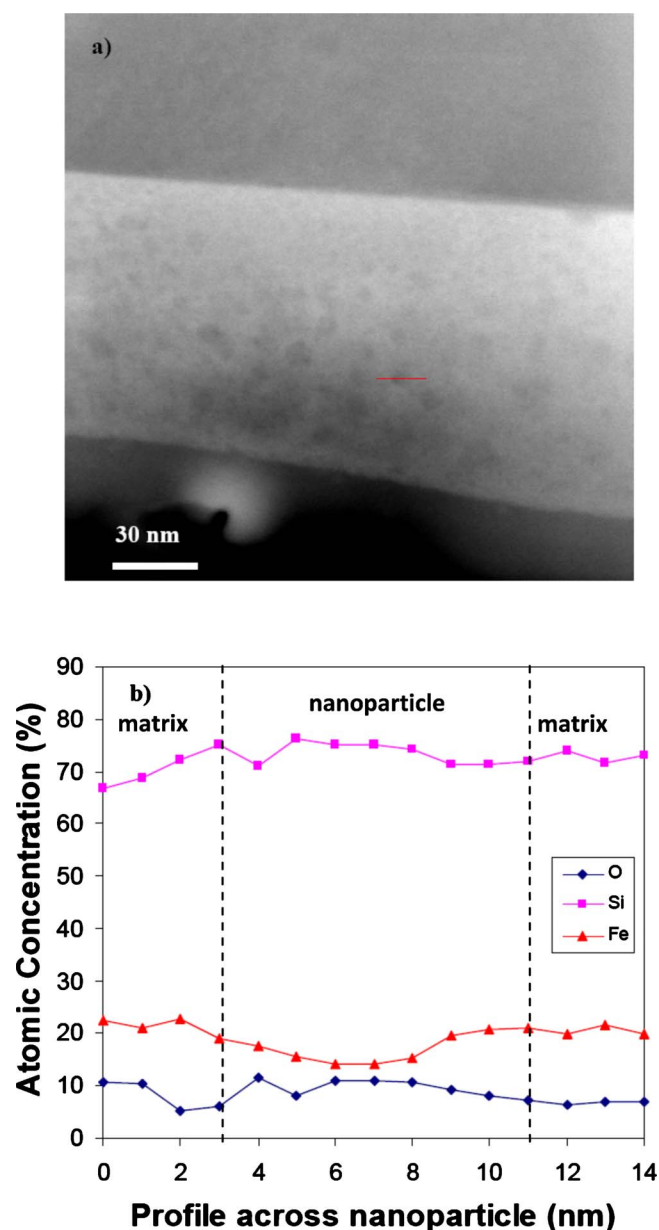 a)
30 nm
90
80
70
60
50
40
30
20
10
0
Atomic Concentration (%)
b)
matrix
nanoparticle
matrix
O
Si
Fe
0 2 4 6 8 10 12 14
Profile across nanoparticle (nm)